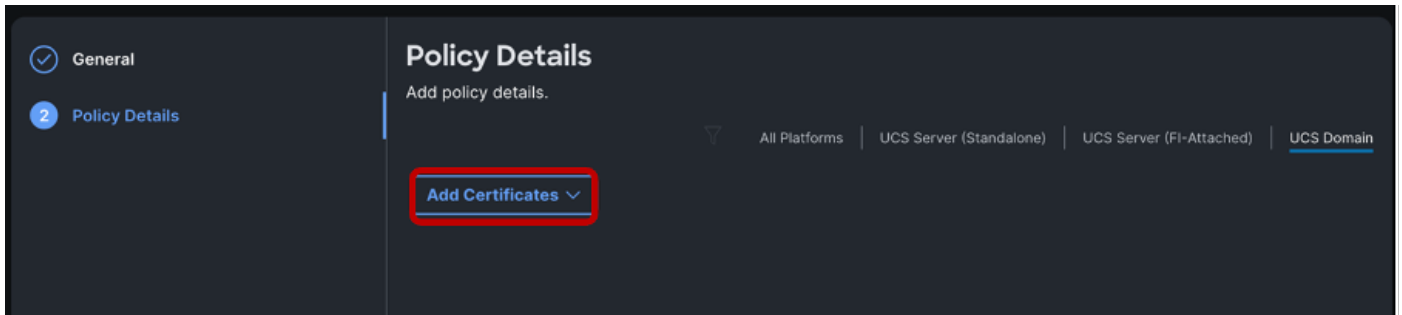 General
2 Policy Details
Policy Details
Add policy details.
All Platforms UCS Server (Standalone) UCS Server (FI-Attached) UCS Domain
Add Certificates